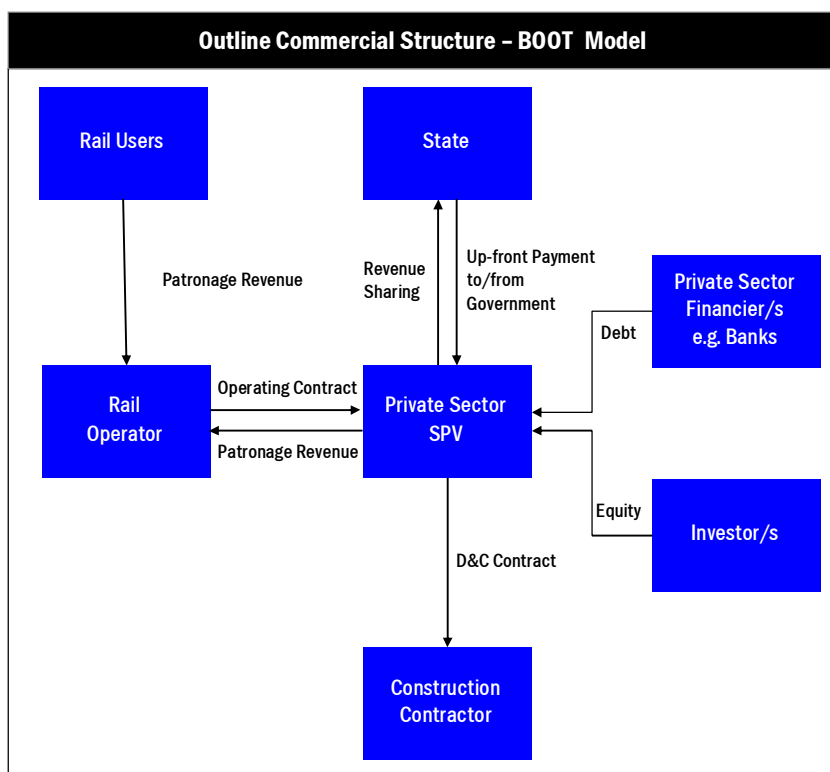 Outline Commercial Structure – BOOT Model
Rail Users
State
Patronage Revenue
Revenue
Sharing
Up-front Payment
to/from
Government
Private Sector
Financier/s
e.g. Banks
Debt
Rail
Operator
Operating Contract
Patronage Revenue
Private Sector
SPV
Equity
Investor/s
D&C Contract
Construction
Contractor